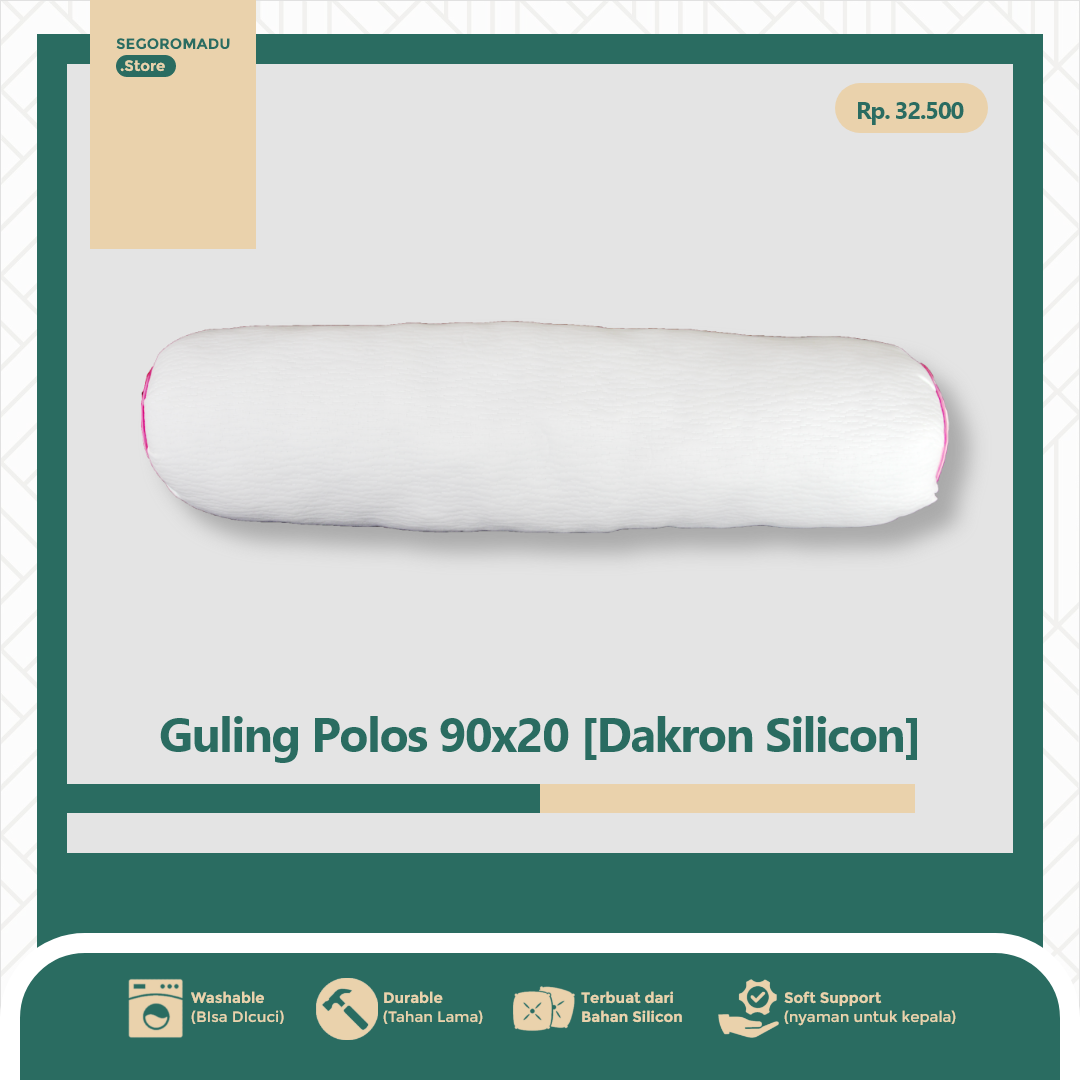 SEGOROMADU
.Store
Rp. 32.500
Guling Polos 90x20 [Dakron Silicon]
Washable
(BIsa DIcuci)
Durable
(Tahan Lama)
Terbuat dari
Bahan Silicon
Soft Support
(nyaman untuk kepala)